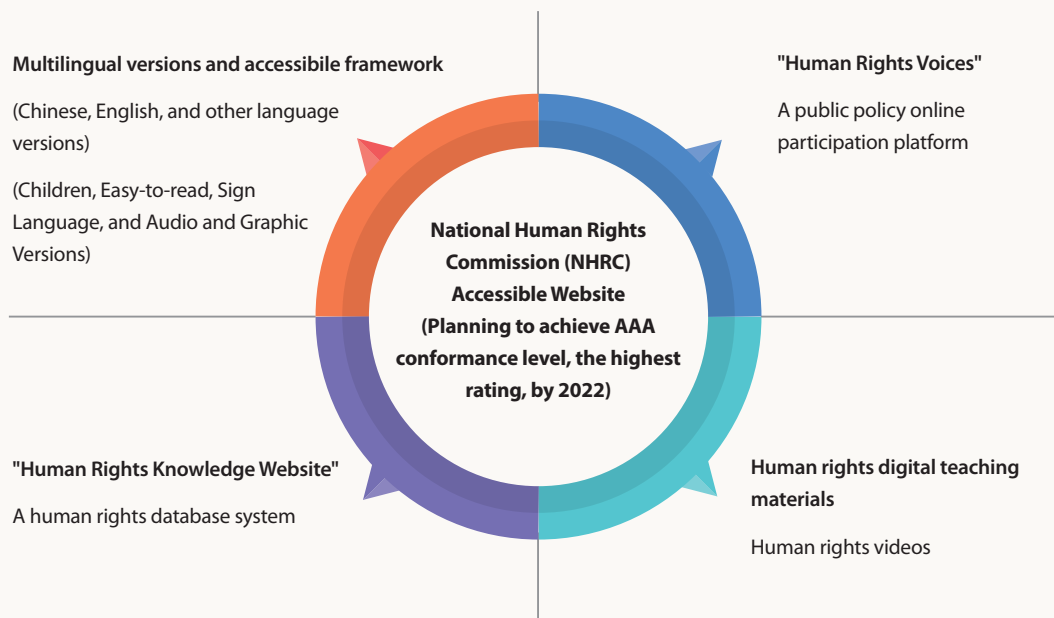 Multilingual versions and accessibile framework
(Chinese, English, and other language
versions)
(Children, Easy-to-read, Sign
Language, and Audio and Graphic
Versions)
"Human Rights Voices"
A public policy online
participation platform
National Human Rights
Commission (NHRC)
Accessible Website
(Planning to achieve AAA
conformance level, the highest
rating, by 2022)
"Human Rights Knowledge Website"
A human rights database system
Human rights digital teaching
materials
Human rights videos